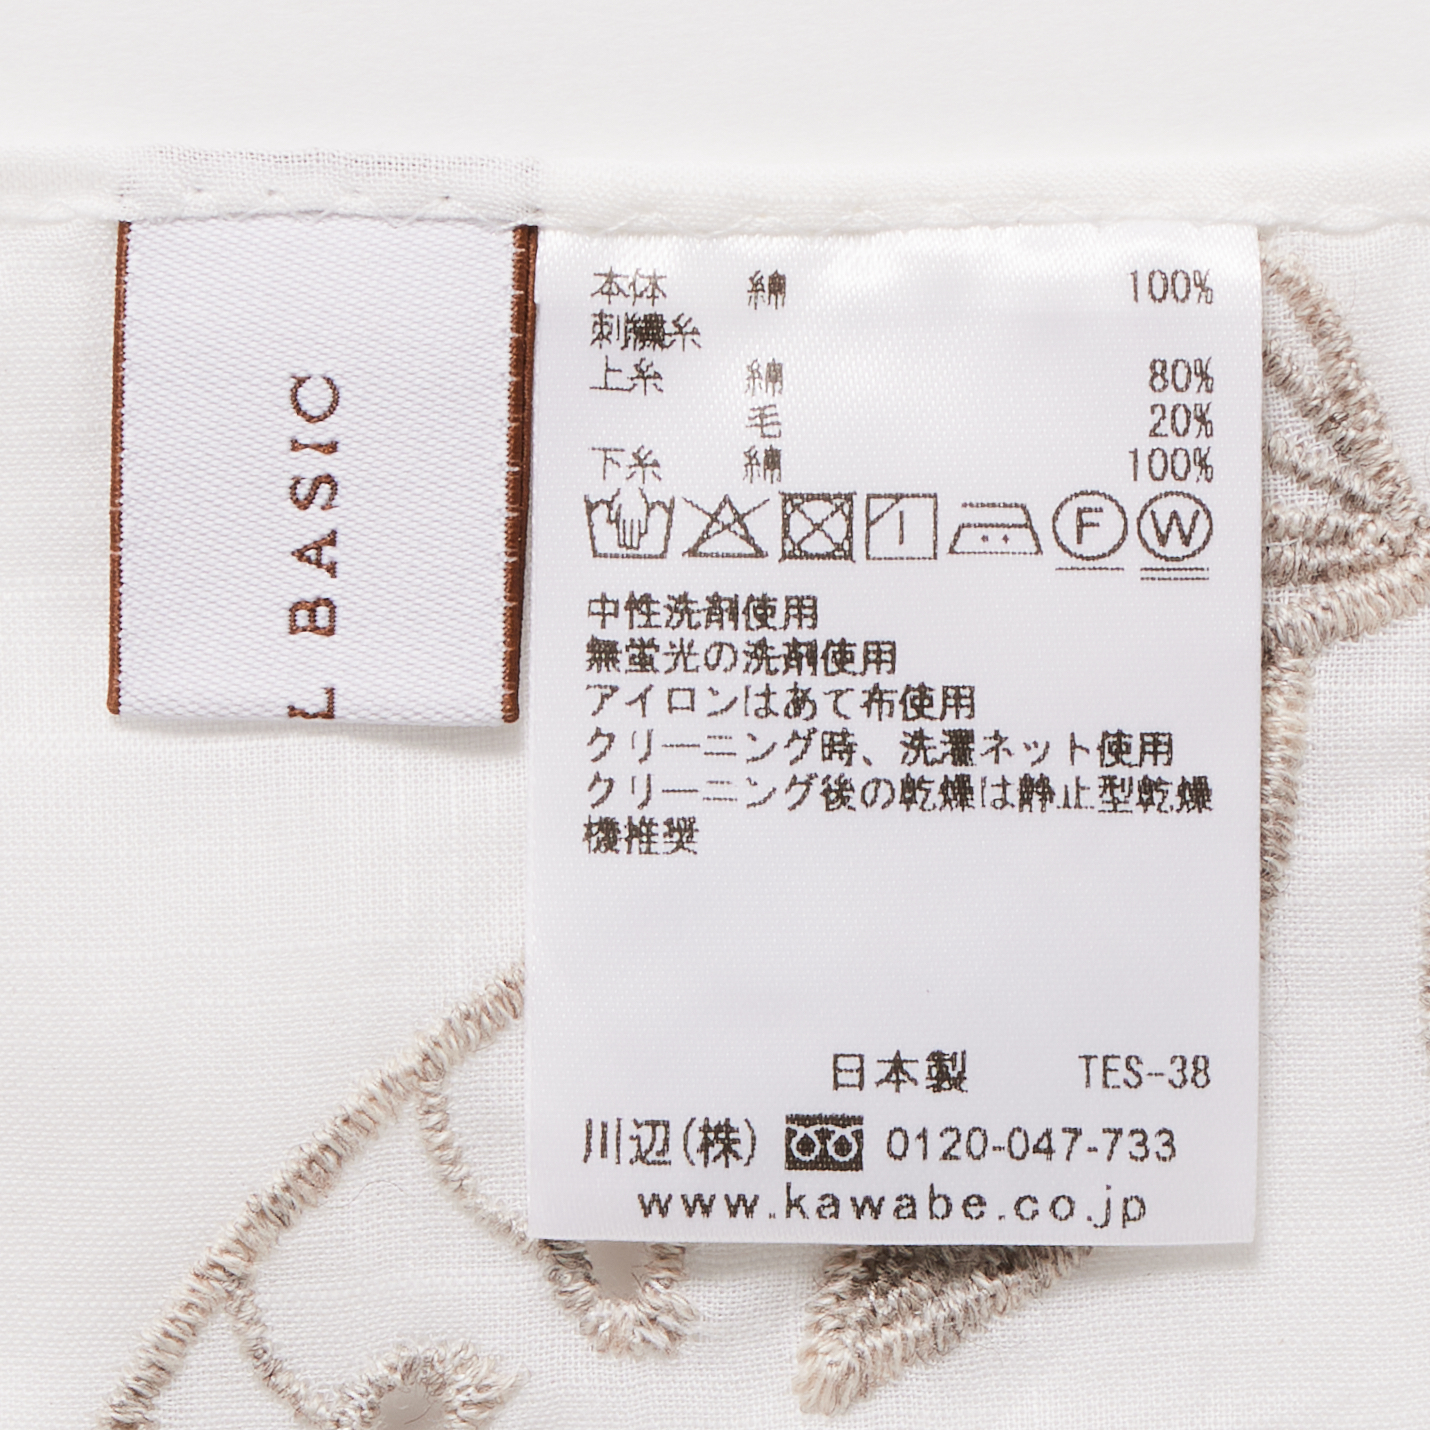 L BASIC
本体 綿 100%
刺繍糸
上糸 綿 80%
毛 20%
下糸 綿 100%
F W
中性洗剤使用
無蛍光の洗剤使用
アイロンはあて布使用
クリーニング時、洗濯ネット使用
クリーニング後の乾燥は静止型乾燥
機推奨
日本製 TES-38
川辺(株) 0120-047-733
www.kawabe.co.jp